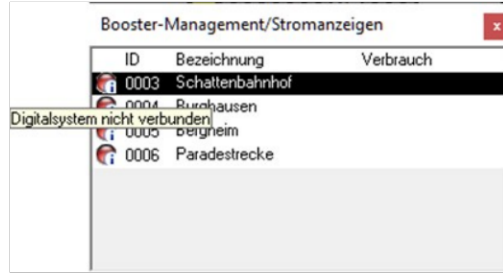 Booster-Management/Stromanzeigen x
ID Bezeichnung Verbrauch
0003 Schattenbahnhof
0004 Burghausen
Digitalsystem nicht verbunden
0005 Bergheim
0006 Paradestrecke